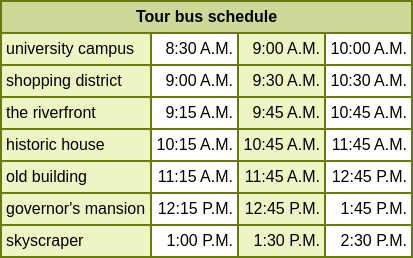 Tour bus schedule
university campus 8:30 A.M. 9:00 A.M. 10:00 A.M.
shopping district 9:00 A.M. 9:30 A.M. 10:30 A.M.
the riverfront 9:15 A.M. 9:45 A.M. 10:45 A.M.
historic house 10:15 A.M. 10:45 A.M. 11:45 A.M.
old building 11:15 A.M. 11:45 A.M. 12:45 P.M.
governor's mansion 12:15 P.M. 12:45 P.M. 1:45 P.M.
skyscraper 1:00 P.M. 1:30 P.M. 2:30 P.M.